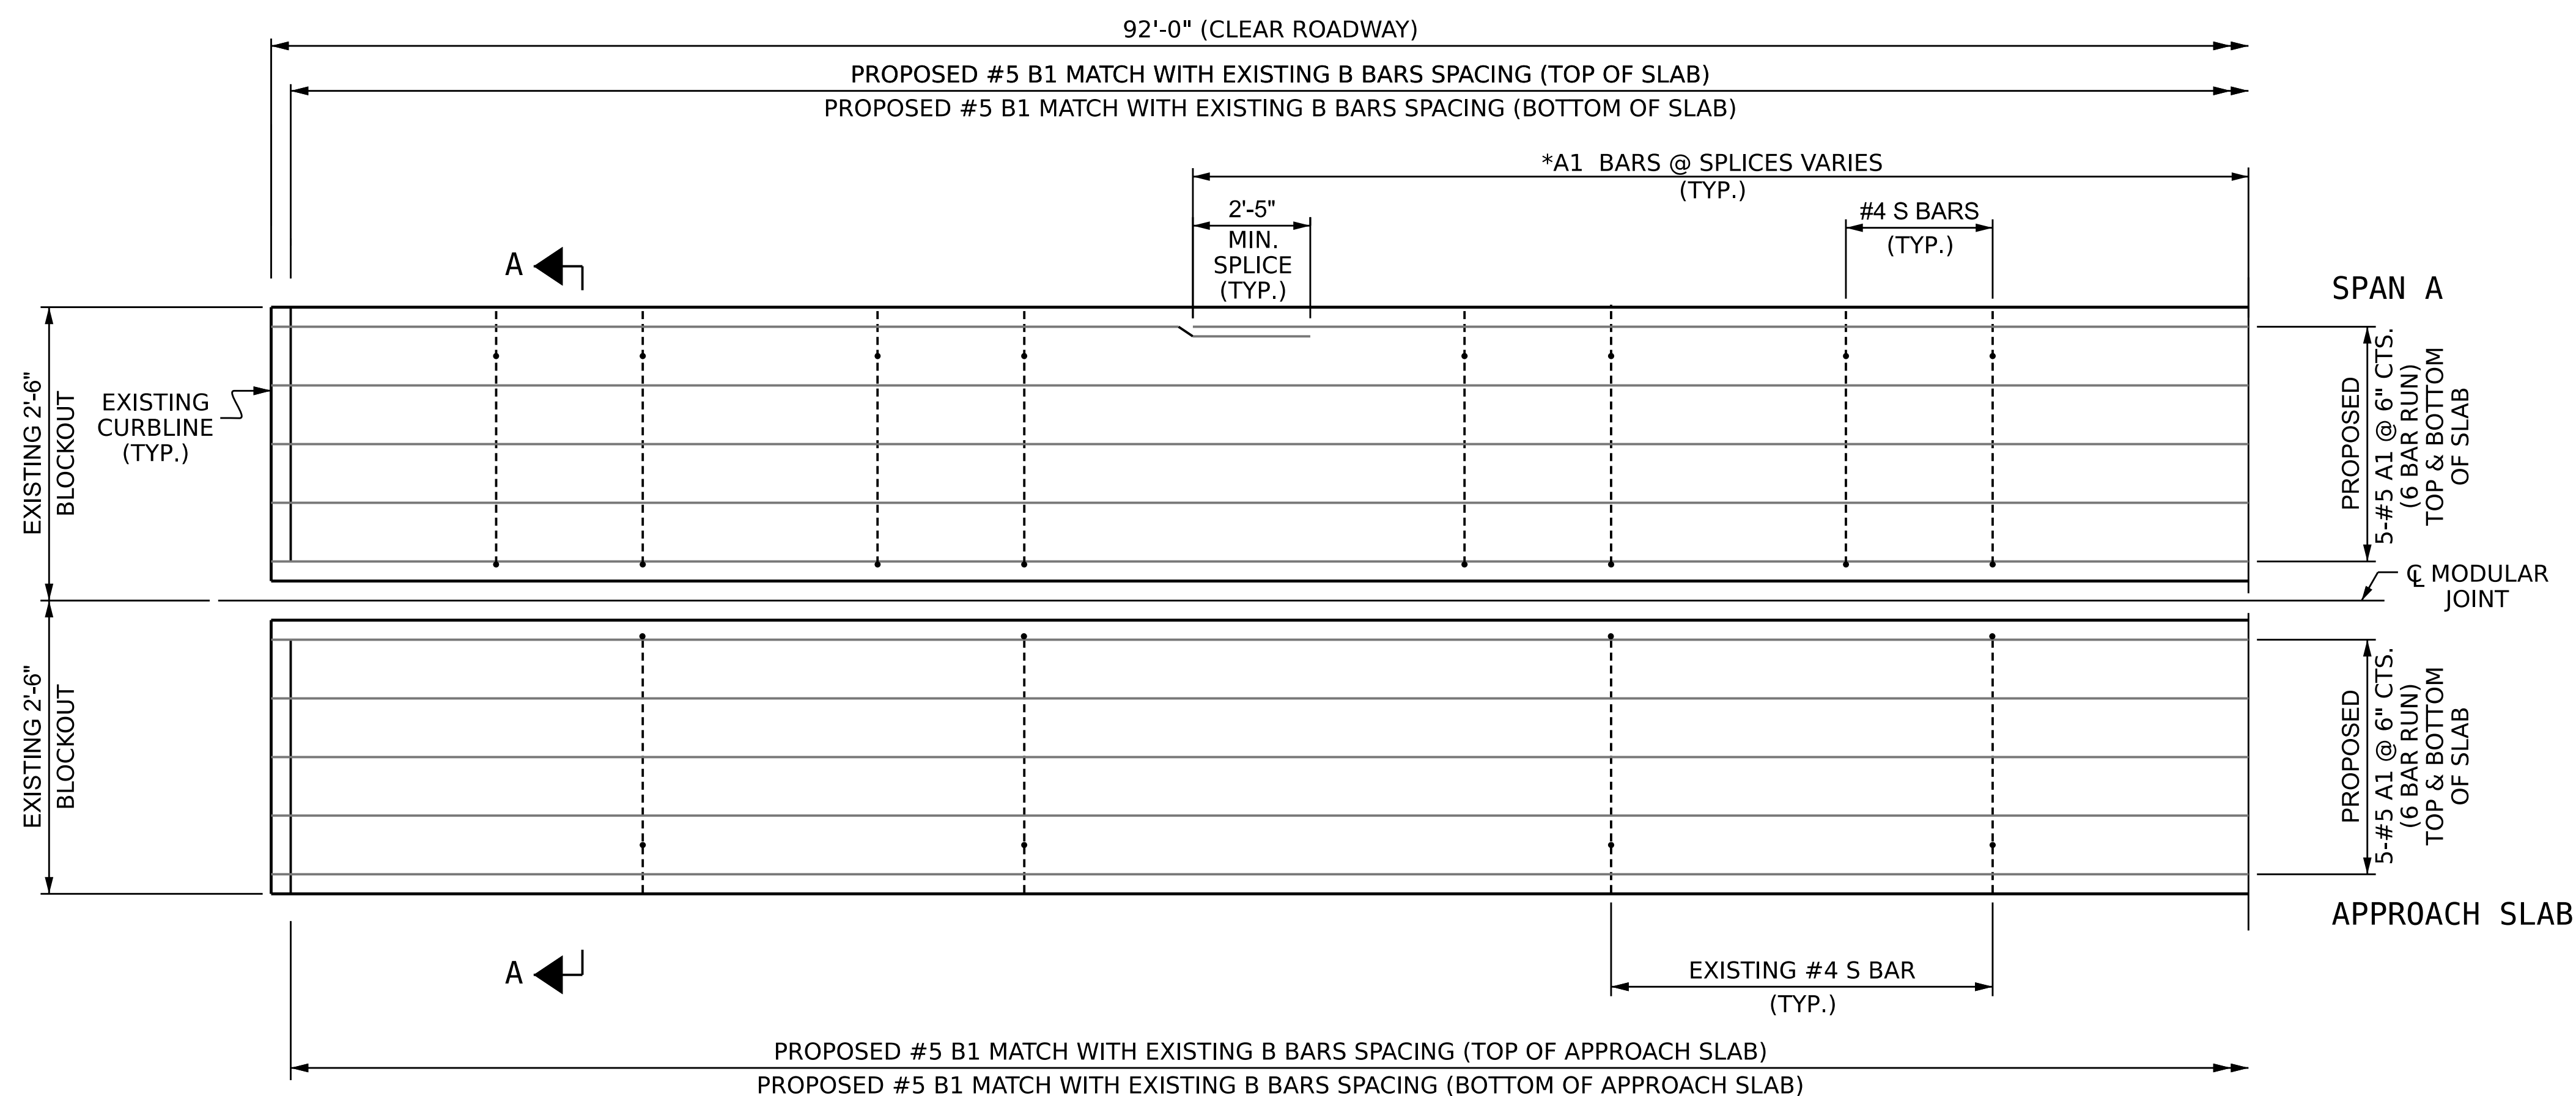 92'-0" (CLEAR ROADWAY)
PROPOSED #5 B1 MATCH WITH EXISTING B BARS SPACING (TOP OF SLAB)
PROPOSED #5 B1 MATCH WITH EXISTING B BARS SPACING (BOTTOM OF SLAB)
*A1 BARS @ SPLICES VARIES
(TYP.)
2'-5"
MIN.
SPLICE
(TYP.)
#4 S BARS
(TYP.)
A
SPAN A
EXISTING 2'-6"
BLOCKOUT
EXISTING
CURBLINE
(TYP.)
PROPOSED
5-#5 A1 @ 6" CTS.
(6 BAR RUN)
TOP & BOTTOM
OF SLAB
℄ MODULAR
JOINT
EXISTING 2'-6"
BLOCKOUT
PROPOSED
5-#5 A1 @ 6" CTS.
(6 BAR RUN)
TOP & BOTTOM
OF SLAB
APPROACH SLAB
A
EXISTING #4 S BAR
(TYP.)
PROPOSED #5 B1 MATCH WITH EXISTING B BARS SPACING (TOP OF APPROACH SLAB)
PROPOSED #5 B1 MATCH WITH EXISTING B BARS SPACING (BOTTOM OF APPROACH SLAB)